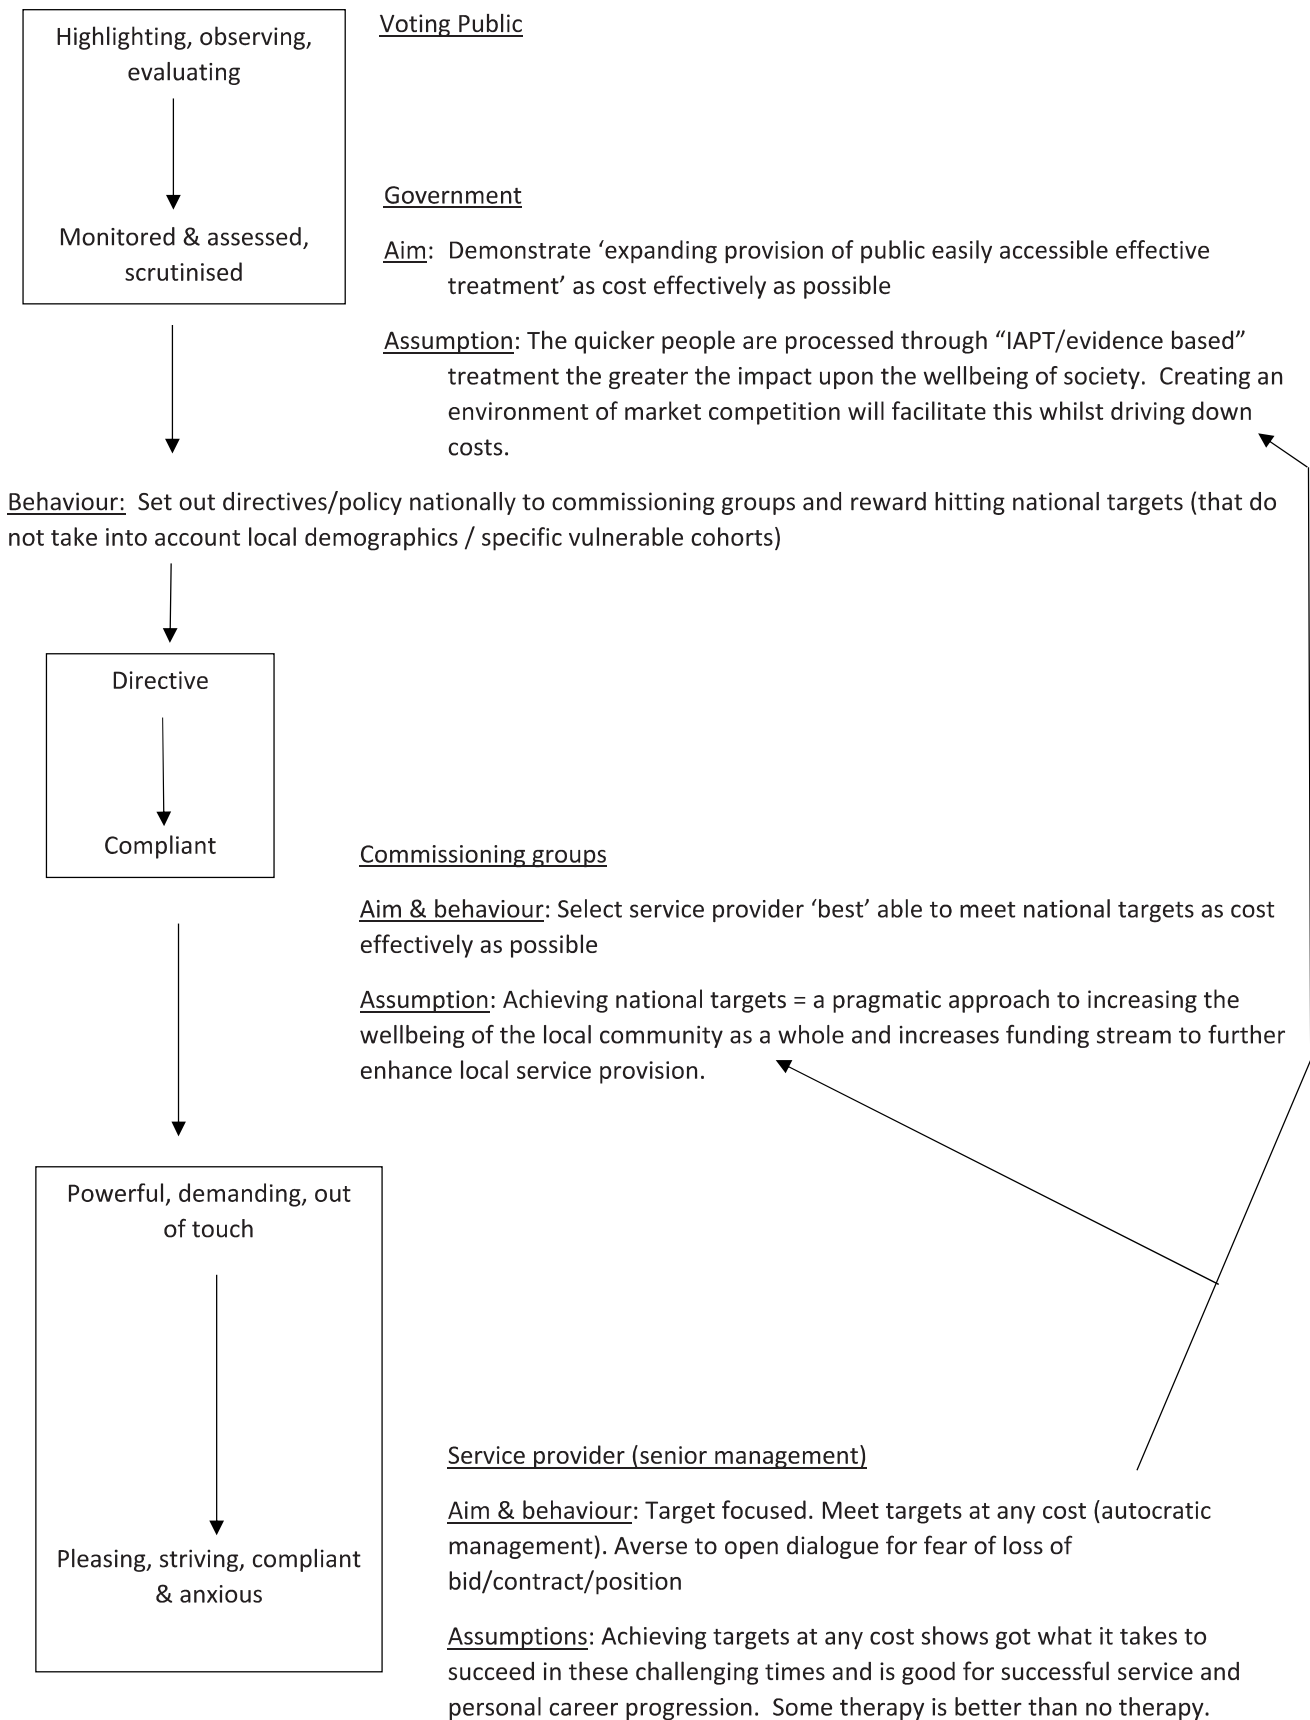 Highlighting, observing,
evaluating
Voting Public
Monitored & assessed,
scrutinised
Government
Aim: Demonstrate ‘expanding provision of public easily accessible effective
treatment’ as cost effectively as possible
Assumption: The quicker people are processed through “IAPT/evidence based”
treatment the greater the impact upon the wellbeing of society. Creating an
environment of market competition will facilitate this whilst driving down
costs.
Behaviour: Set out directives/policy nationally to commissioning groups and reward hitting national targets (that do
not take into account local demographics / specific vulnerable cohorts)
Directive
Compliant
Commissioning groups
Aim & behaviour: Select service provider ‘best’ able to meet national targets as cost
effectively as possible
Assumption: Achieving national targets = a pragmatic approach to increasing the
wellbeing of the local community as a whole and increases funding stream to further
enhance local service provision.
Powerful, demanding, out
of touch
Pleasing, striving, compliant
& anxious
Service provider (senior management)
Aim & behaviour: Target focused. Meet targets at any cost (autocratic
management). Averse to open dialogue for fear of loss of
bid/contract/position
Assumptions: Achieving targets at any cost shows got what it takes to
succeed in these challenging times and is good for successful service and
personal career progression. Some therapy is better than no therapy.